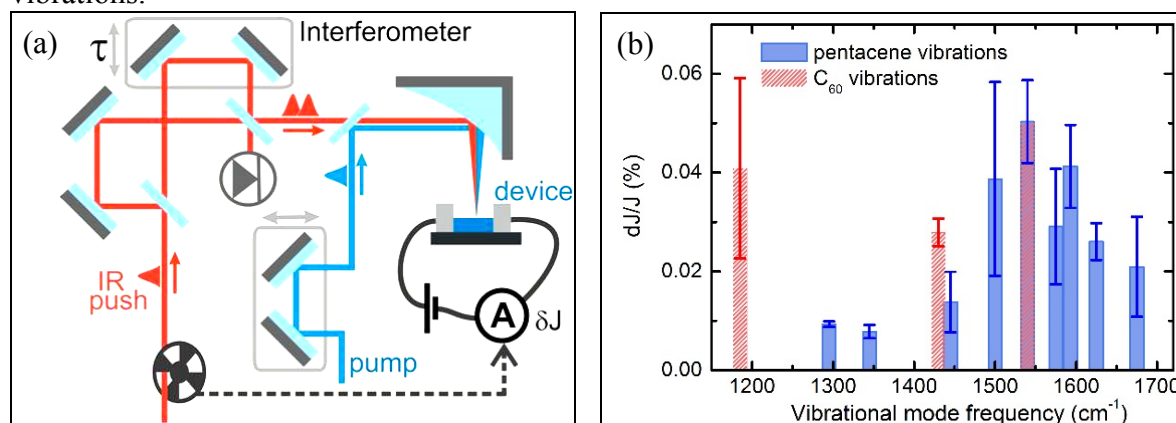 vibrations.
(a)
τ
Interferometer
device
IR
push
pump
A
δJ
(b)
pentacene vibrations
C60 vibrations
dJ/J (%)
0.06
0.04
0.02
0.00
1200 1300 1400 1500 1600 1700
Vibrational mode frequency (cm⁻¹)